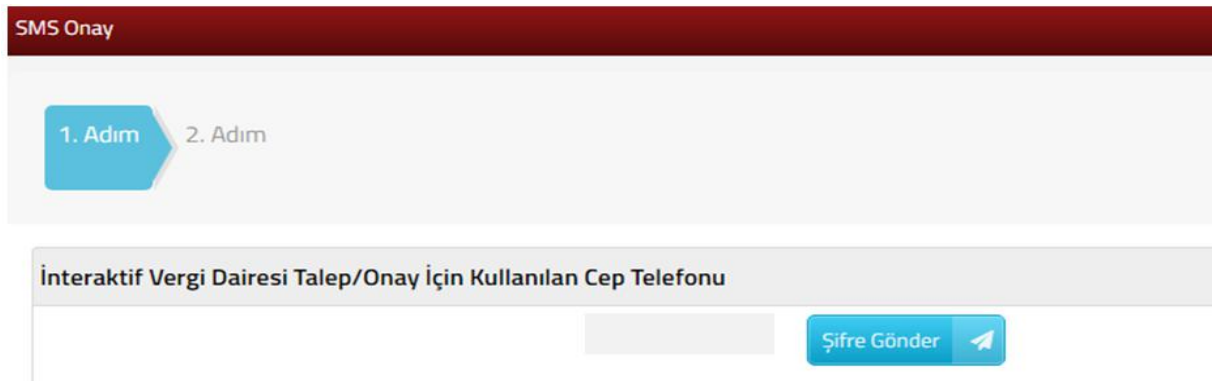 SMS Onay
1. Adım 2. Adım
İnteraktif Vergi Dairesi Talep/Onay İçin Kullanılan Cep Telefonu
Şifre Gönder